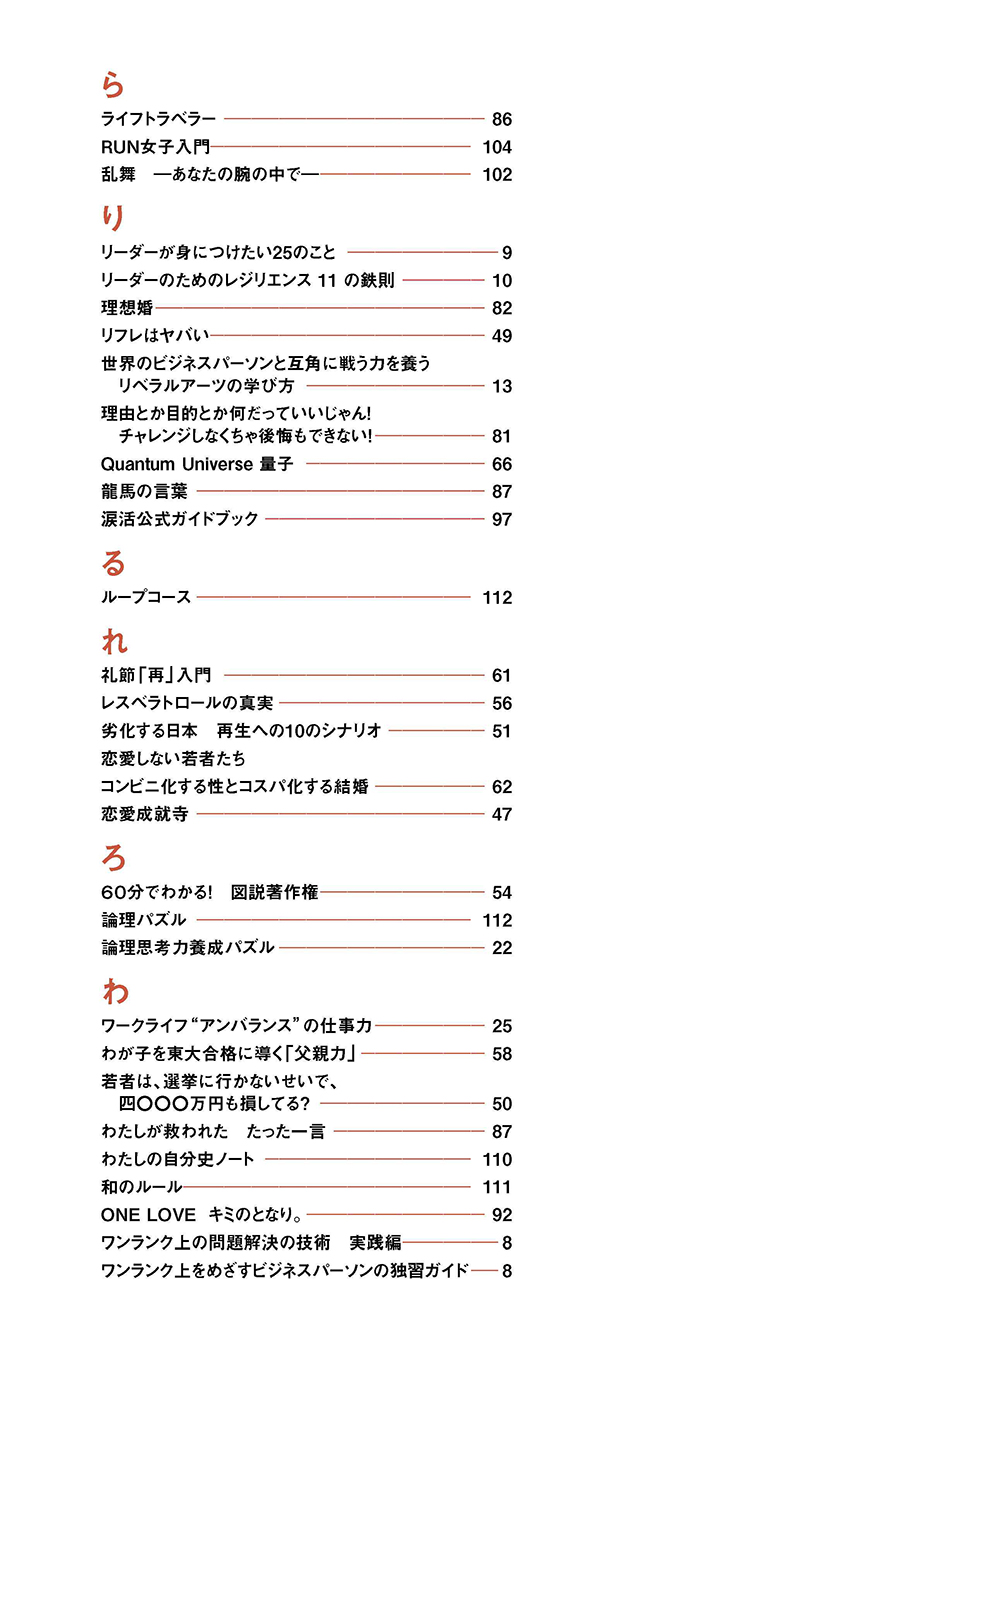 ら
ライフトラベラー 86
RUN女子入門 104
乱舞　―あなたの腕の中で― 102
り
リーダーが身につけたい25のこと 9
リーダーのためのレジリエンス 11 の鉄則 10
理想婚 82
リフレはヤバい 49
世界のビジネスパーソンと互角に戦う力を養う
リベラルアーツの学び方 13
理由とか目的とか何だっていいじゃん!
チャレンジしなくちゃ後悔もできない! 81
Quantum Universe 量子 66
龍馬の言葉 87
涙活公式ガイドブック 97
る
ループコース 112
れ
礼節「再」入門 61
レスベラトロールの真実 56
劣化する日本　再生への10のシナリオ 51
恋愛しない若者たち
コンビニ化する性とコスパ化する結婚 62
恋愛成就寺 47
ろ
60分でわかる!　図説著作権 54
論理パズル 112
論理思考力養成パズル 22
わ
ワークライフ“アンバランス”の仕事力 25
わが子を東大合格に導く「父親力」 58
若者は、選挙に行かないせいで、
四〇〇〇万円も損してる? 50
わたしが救われた　たった一言 87
わたしの自分史ノート 110
和のルール 111
ONE LOVE　キミのとなり。 92
ワンランク上の問題解決の技術　実践編 8
ワンランク上をめざすビジネスパーソンの独習ガイド 8